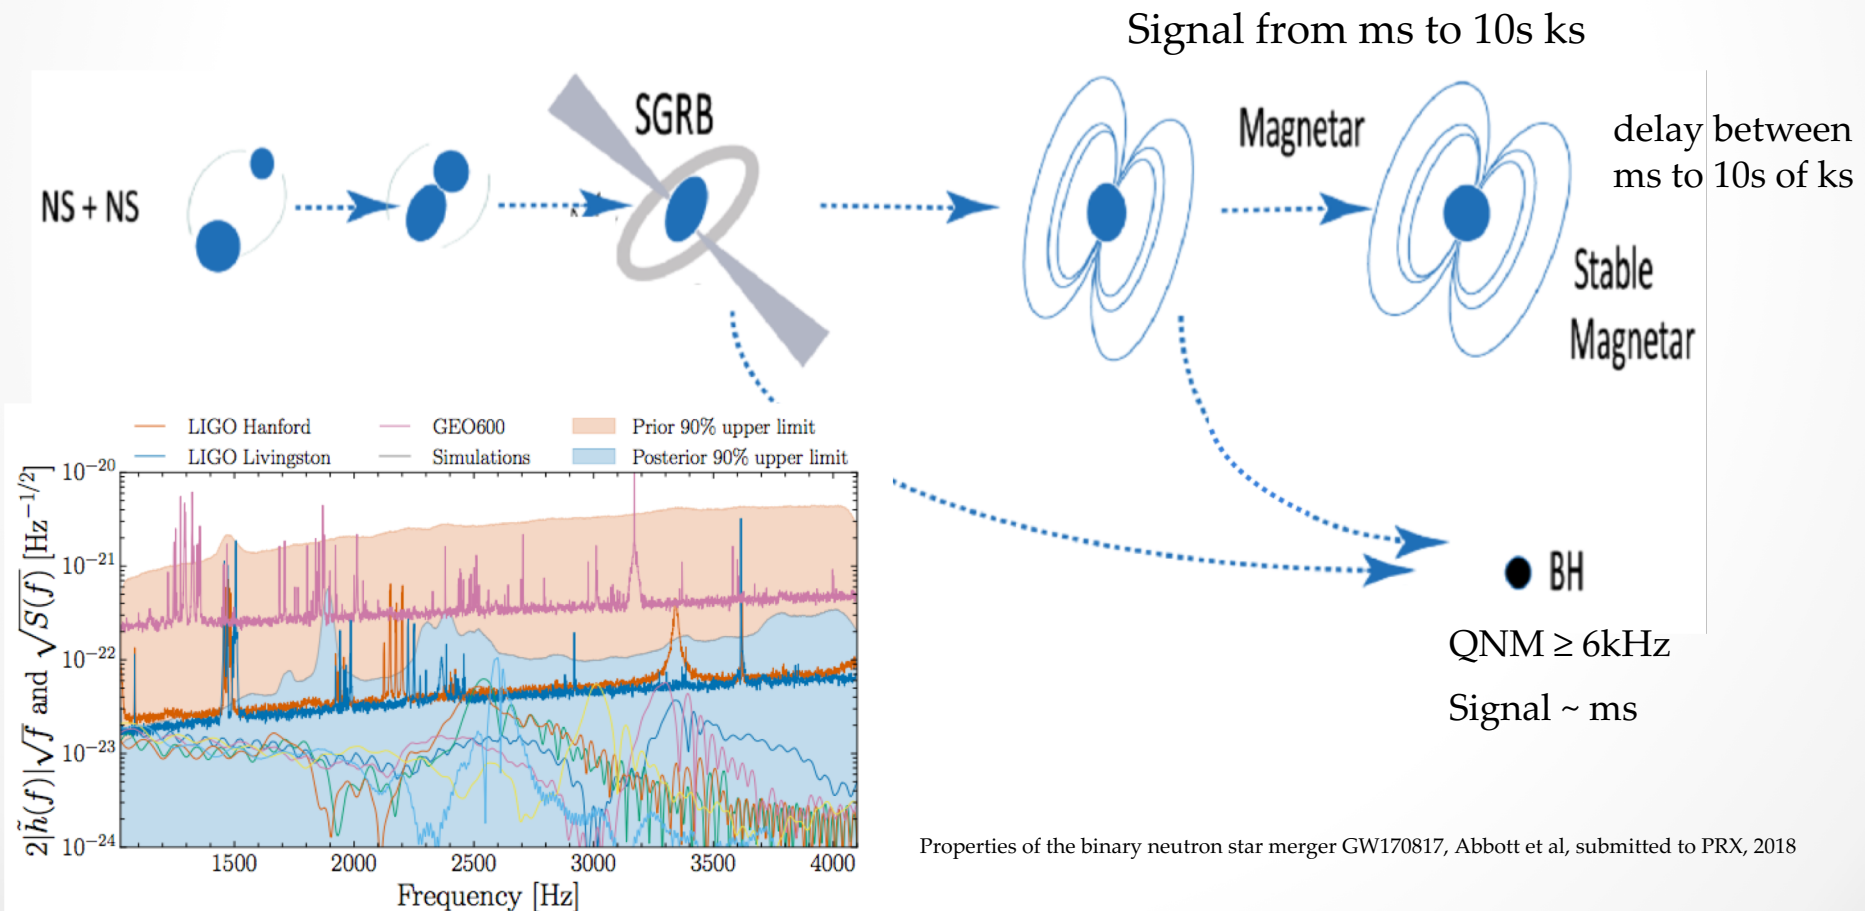 Signal from ms to 10s ks
SGRB
Magnetar
delay between
ms to 10s of ks
NS + NS
Stable
Magnetar
LIGO Hanford
GEO600
Prior 90% upper limit
LIGO Livingston
Simulations
Posterior 90% upper limit
2|h̃(f)|√f and √S(f) [Hz⁻¹/²]
10⁻²⁰
10⁻²¹
10⁻²²
10⁻²³
10⁻²⁴
1500 2000 2500 3000 3500 4000
Frequency [Hz]
BH
QNM ≥ 6kHz
Signal ~ ms
Properties of the binary neutron star merger GW170817, Abbott et al, submitted to PRX, 2018